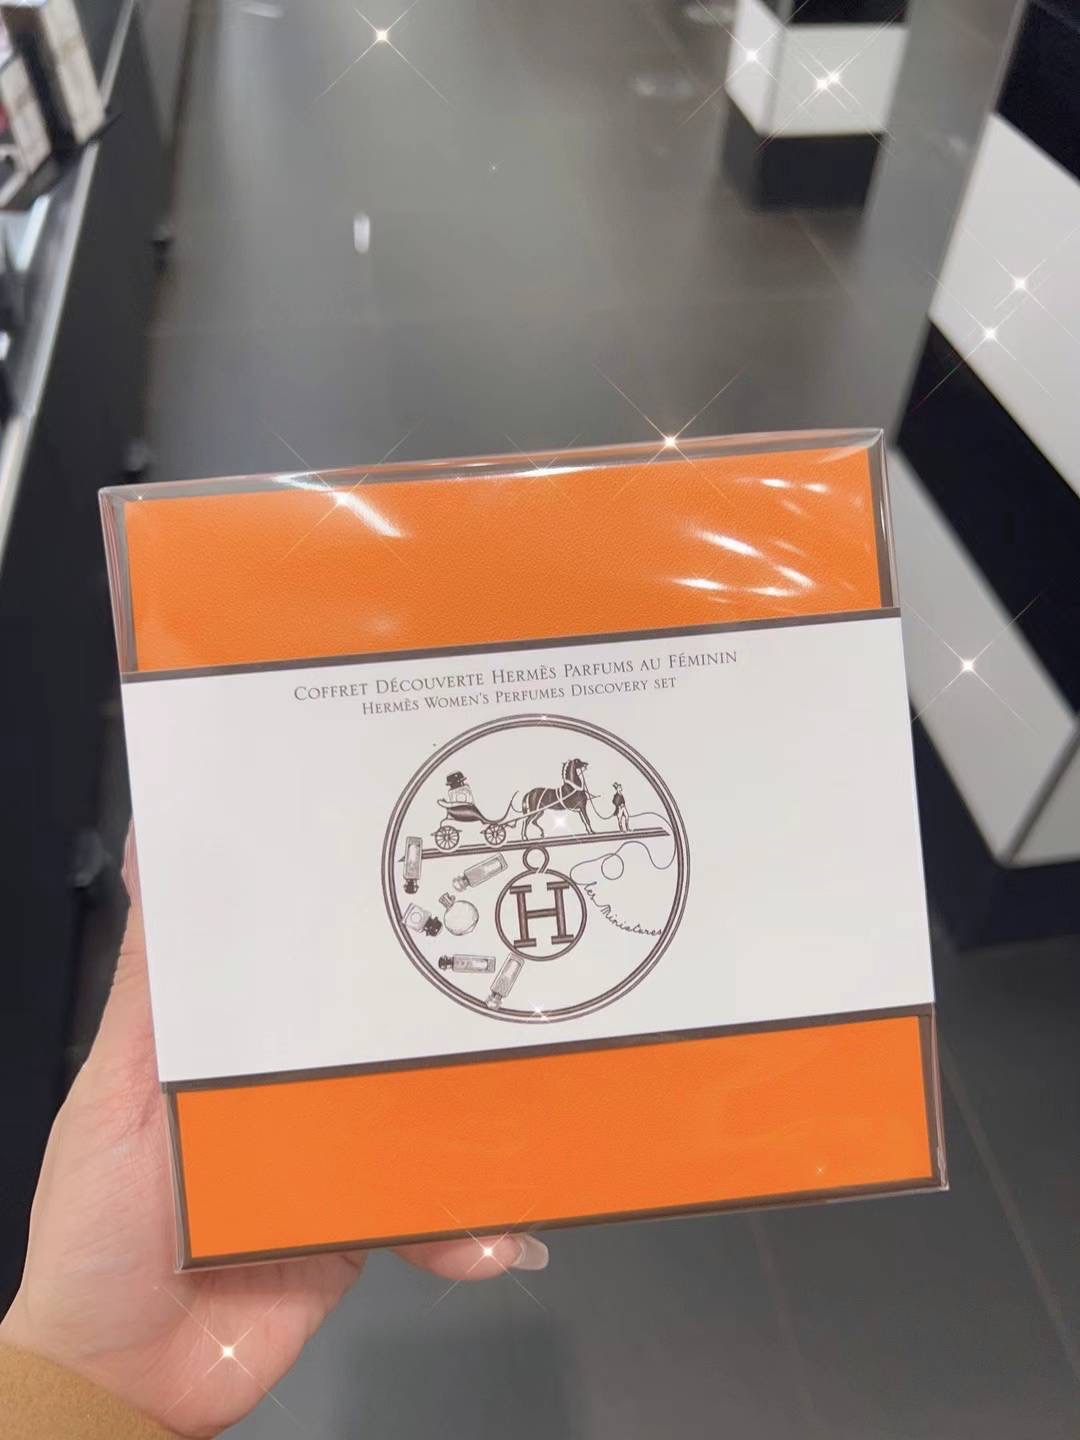 COFFRET DÉCOUVERTE HERMÈS PARFUMS AU FÉMININ
HERMÈS WOMEN'S PERFUMES DISCOVERY SET
H
les Miniatures